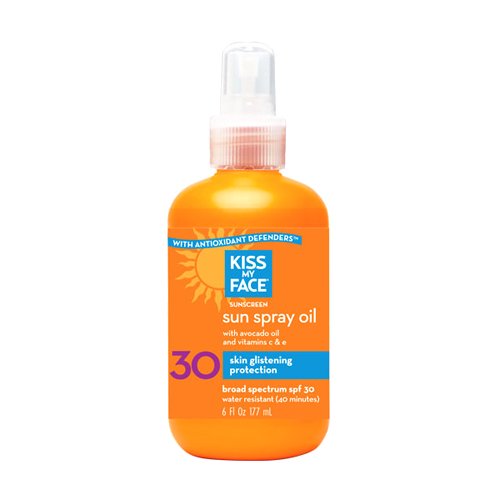 WITH ANTIOXIDANT DEFENDERS™
KISS
MY
FACE®
SUNSCREEN
sun spray oil
with avocado oil
and vitamins c & e
30
skin glistening
protection
broad spectrum spf 30
water resistant (40 minutes)
6 fl Oz 177 mL